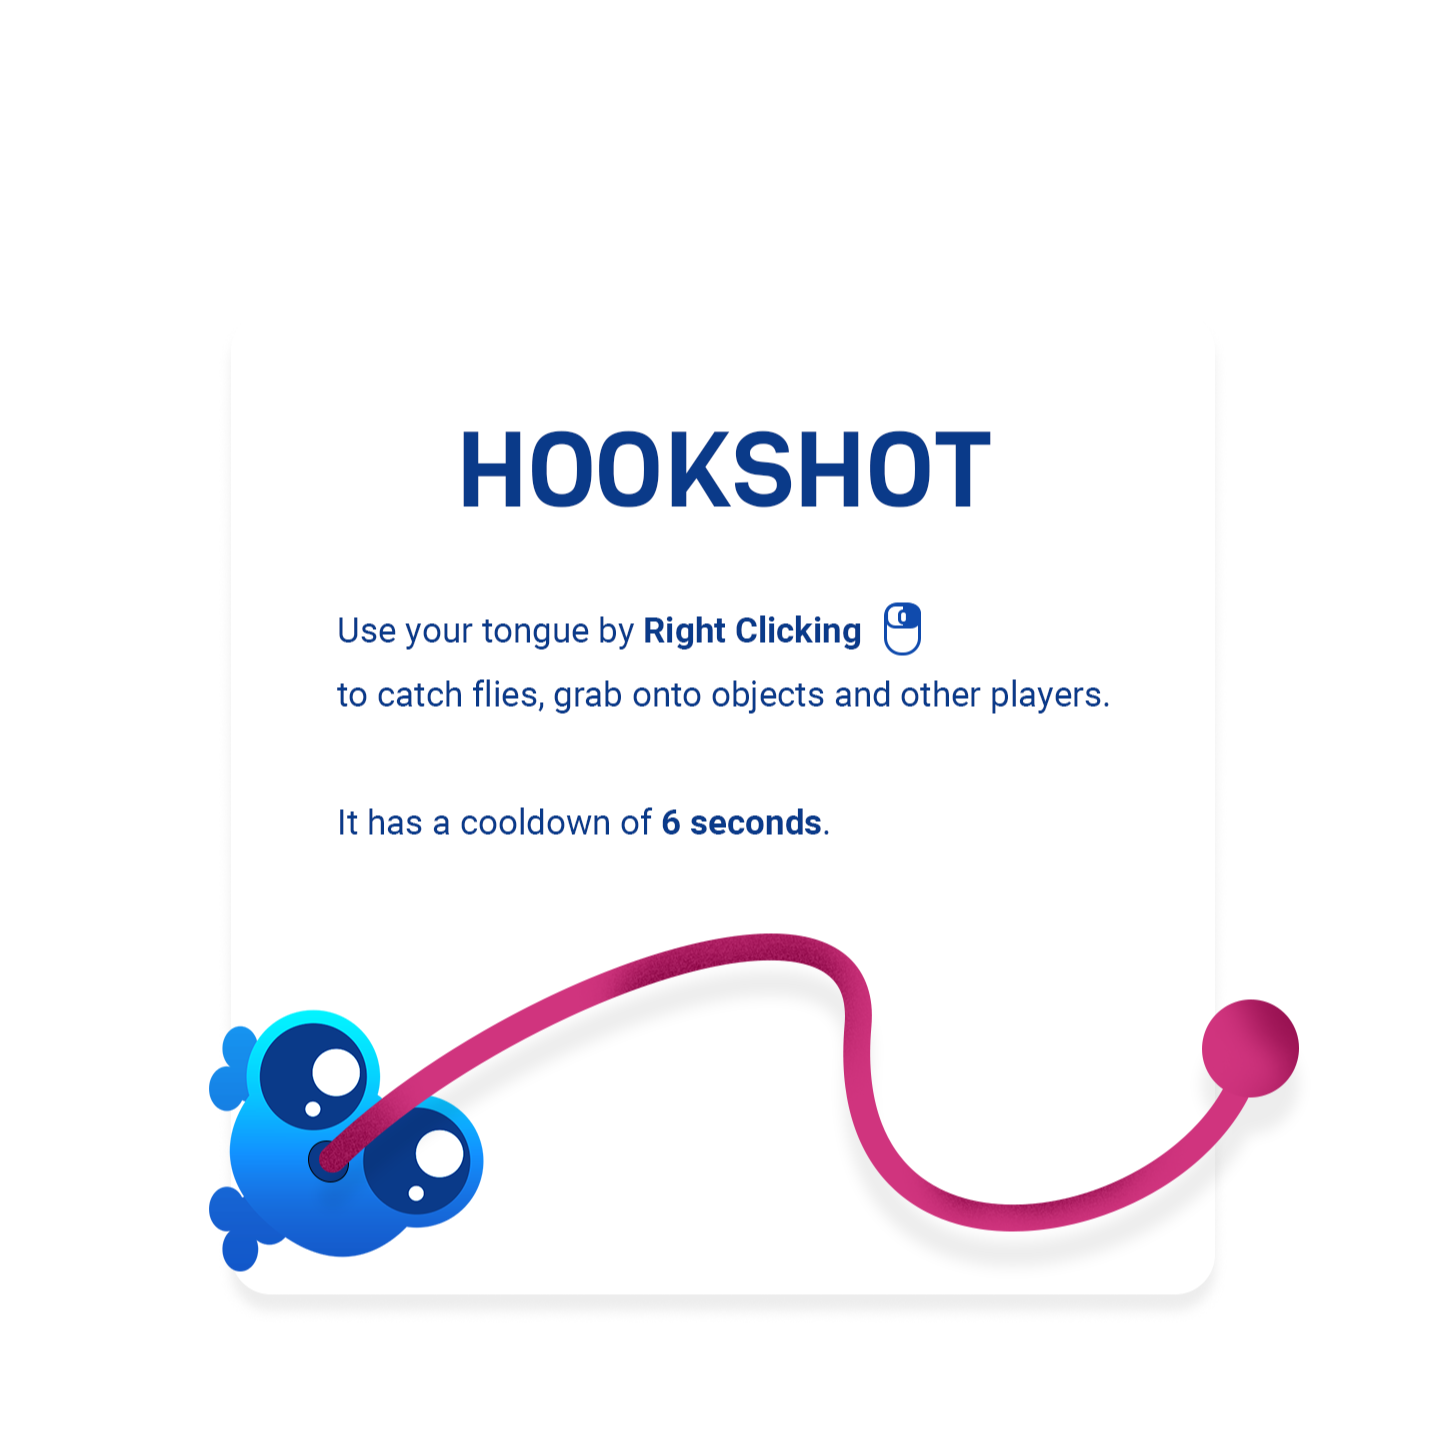 HOOKSHOT
Use your tongue by Right Clicking
to catch flies, grab onto objects and other players.
It has a cooldown of 6 seconds.